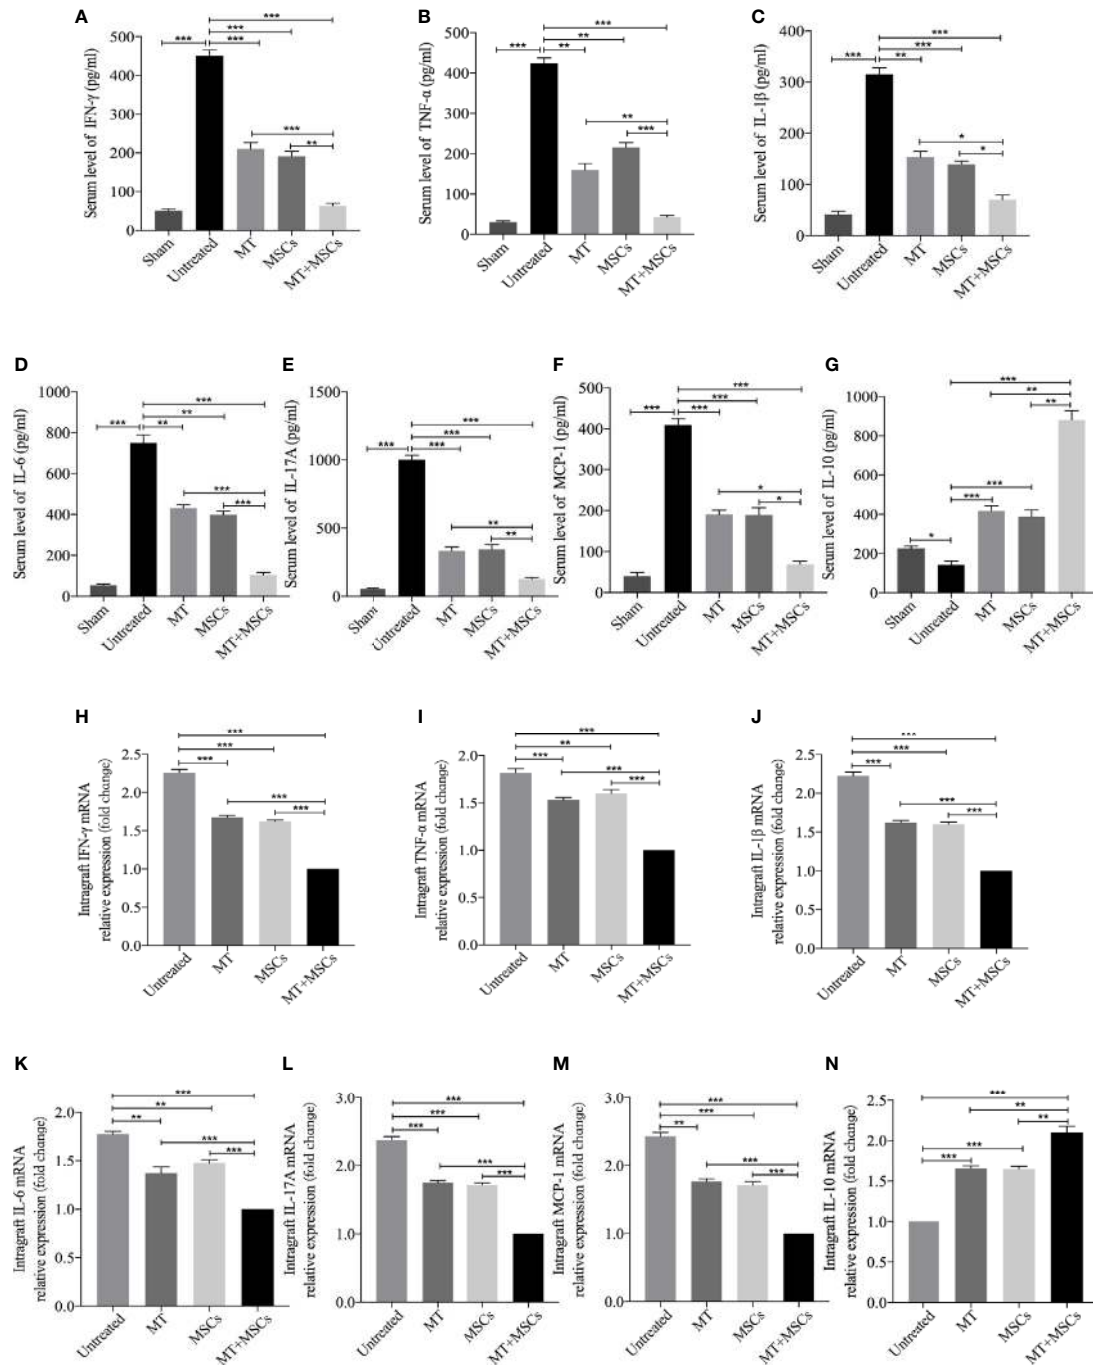 A
Serum level of IFN-γ (pg/ml)
500
400
300
200
100
0
***
***
***
***
***
**
Sham
Untreated
MT
MSCs
MT+MSCs
B
Serum level of TNF-α (pg/ml)
500
400
300
200
100
0
***
**
**
***
**
***
Sham
Untreated
MT
MSCs
MT+MSCs
C
Serum level of IL-1β (pg/ml)
400
300
200
100
0
***
***
***
**
*
*
Sham
Untreated
MT
MSCs
MT+MSCs
D
Serum level of IL-6 (pg/ml)
1000
800
600
400
200
0
***
**
***
**
***
***
Sham
Untreated
MT
MSCs
MT+MSCs
E
Serum level of IL-17A (pg/ml)
1500
1000
500
0
***
***
***
***
**
**
Sham
Untreated
MT
MSCs
MT+MSCs
F
Serum level of MCP-1 (pg/ml)
500
400
300
200
100
0
***
***
***
***
*
*
Sham
Untreated
MT
MSCs
MT+MSCs
G
Serum level of IL-10 (pg/ml)
1000
800
600
400
200
0
***
**
**
***
***
*
Sham
Untreated
MT
MSCs
MT+MSCs
H
Intragraft IFN-γ mRNA
relative expression (fold change)
2.5
2.0
1.5
1.0
0.5
0.0
***
***
***
***
***
Untreated
MT
MSCs
MT+MSCs
I
Intragraft TNF-α mRNA
relative expression (fold change)
2.0
1.5
1.0
0.5
0.0
***
**
***
***
***
Untreated
MT
MSCs
MT+MSCs
J
Intragraft IL-1β mRNA
relative expression (fold change)
2.5
2.0
1.5
1.0
0.5
0.0
***
***
***
***
***
Untreated
MT
MSCs
MT+MSCs
K
Intragraft IL-6 mRNA
relative expression (fold change)
2.0
1.5
1.0
0.5
0.0
***
**
**
***
***
Untreated
MT
MSCs
MT+MSCs
L
Intragraft IL-17A mRNA
relative expression (fold change)
3.0
2.0
1.0
0.0
***
***
***
***
***
Untreated
MT
MSCs
MT+MSCs
M
Intragraft MCP-1 mRNA
relative expression (fold change)
3.0
2.0
1.0
0.0
***
***
**
***
***
Untreated
MT
MSCs
MT+MSCs
N
Intragraft IL-10 mRNA
relative expression (fold change)
2.5
2.0
1.5
1.0
0.5
0.0
***
**
**
***
***
Untreated
MT
MSCs
MT+MSCs